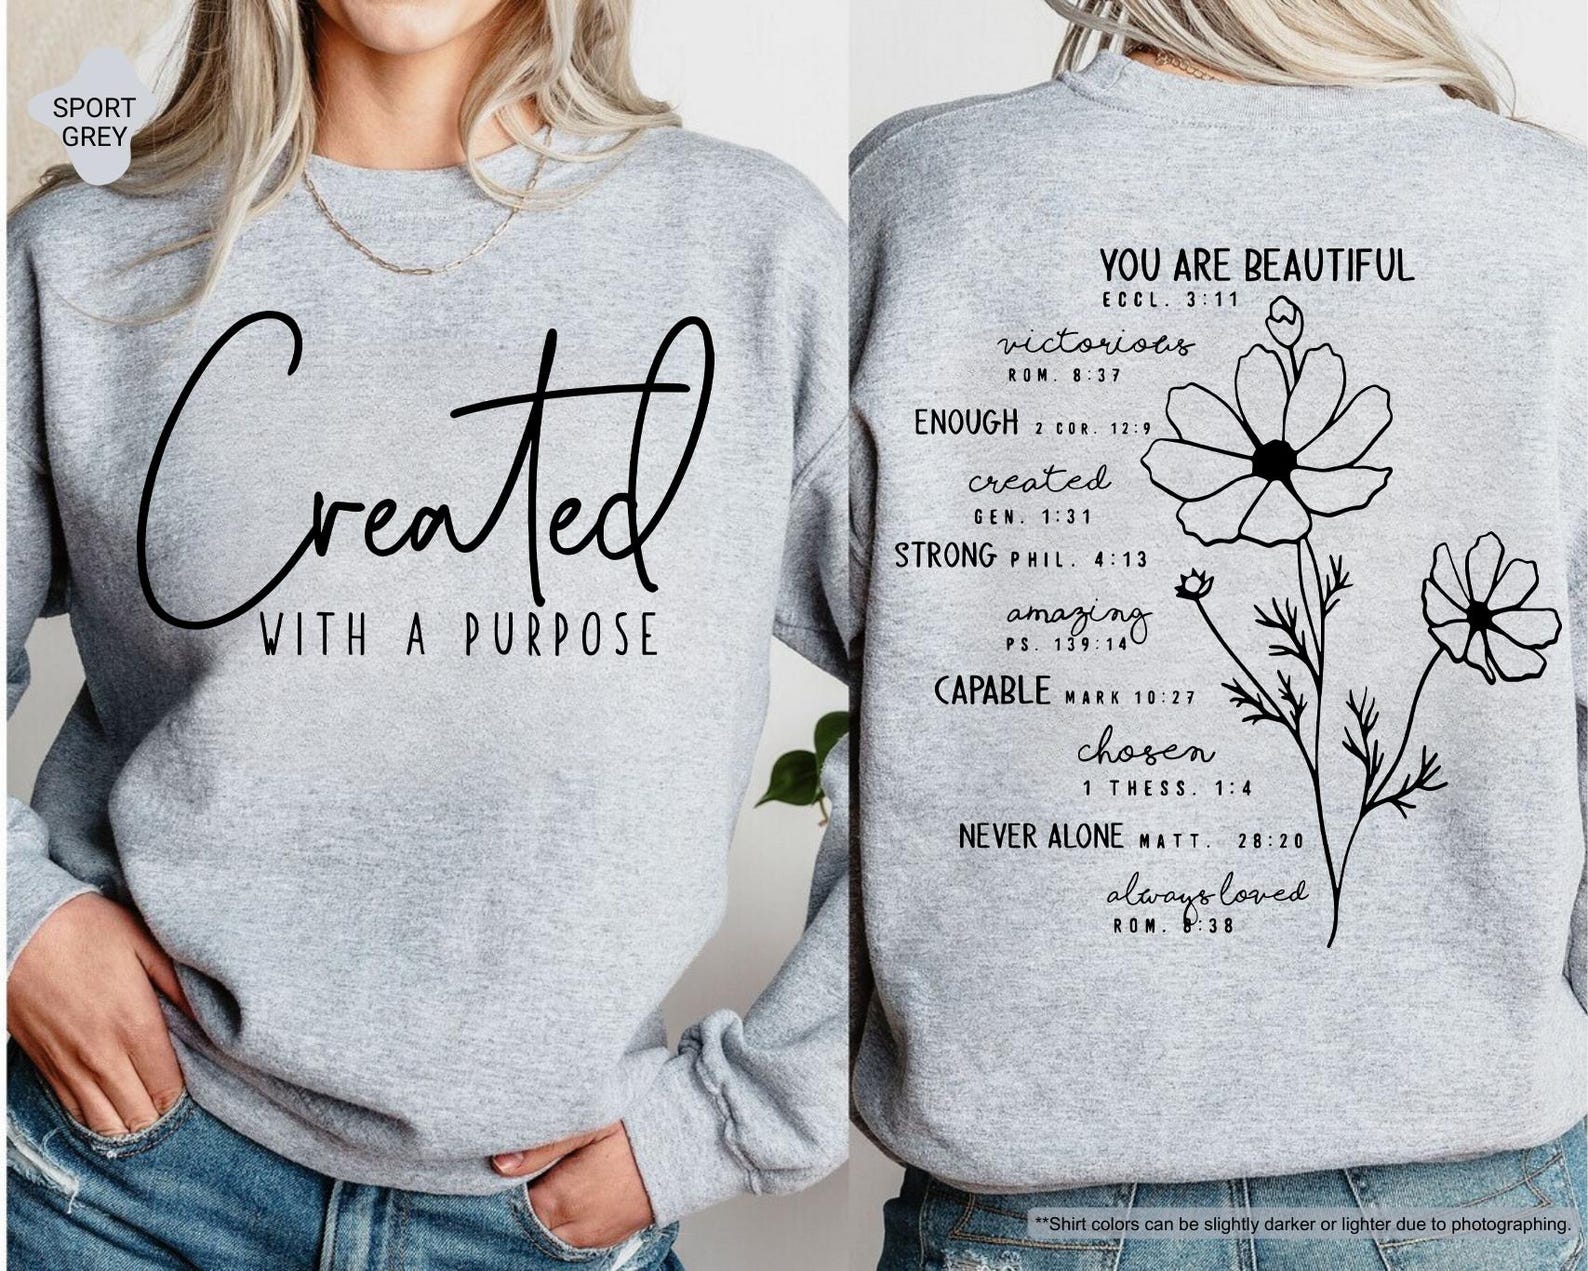 SPORT
GREY
Created
WITH A PURPOSE
YOU ARE BEAUTIFUL
ECCL. 3:11
victorious
ROM. 8:37
ENOUGH 2 COR. 12:9
created
GEN. 1:31
STRONG PHIL. 4:13
amazing
PS. 139:14
CAPABLE MARK 10:27
chosen
1 THESS. 1:4
NEVER ALONE MATT. 28:20
always loved
ROM. 8:38
**Shirt colors can be slightly darker or lighter due to photographing.